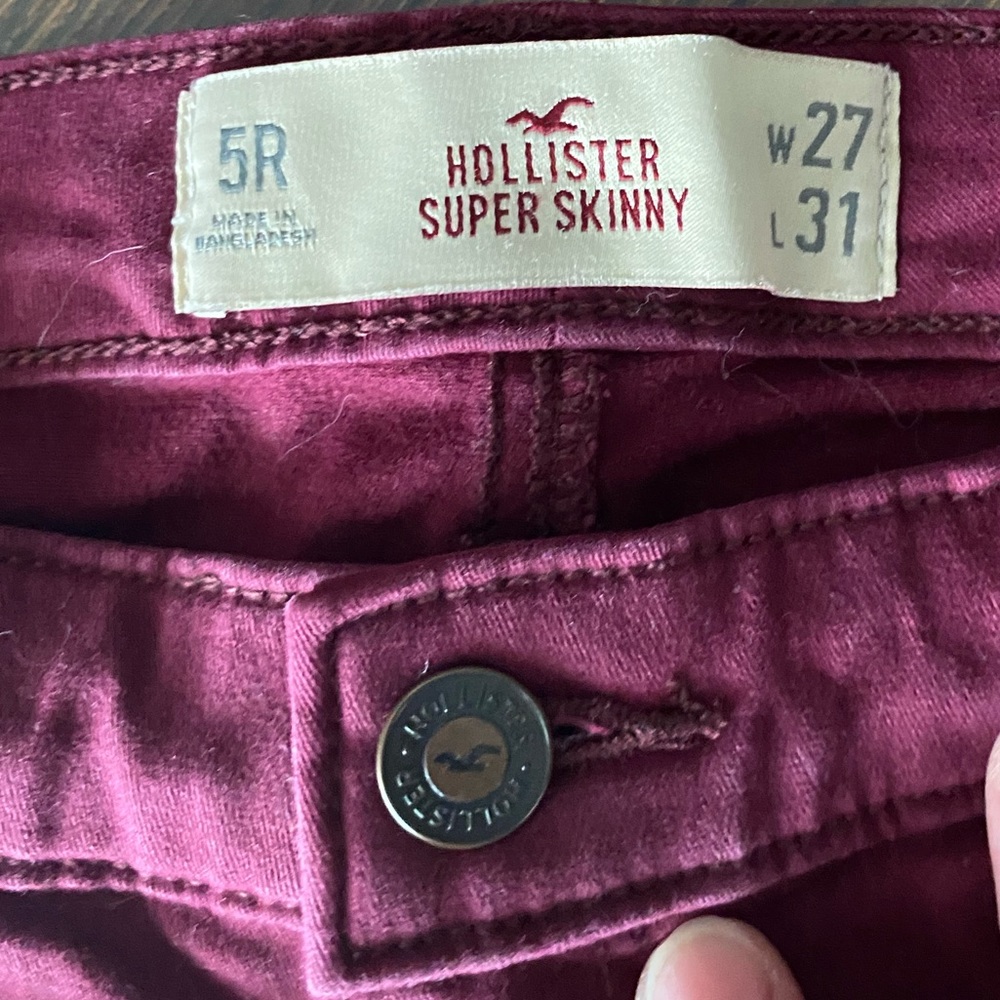 5R
MADE IN
BANGLADESH
HOLLISTER
SUPER SKINNY
W27
L31
HOLLISTER · HOLLISTER ·